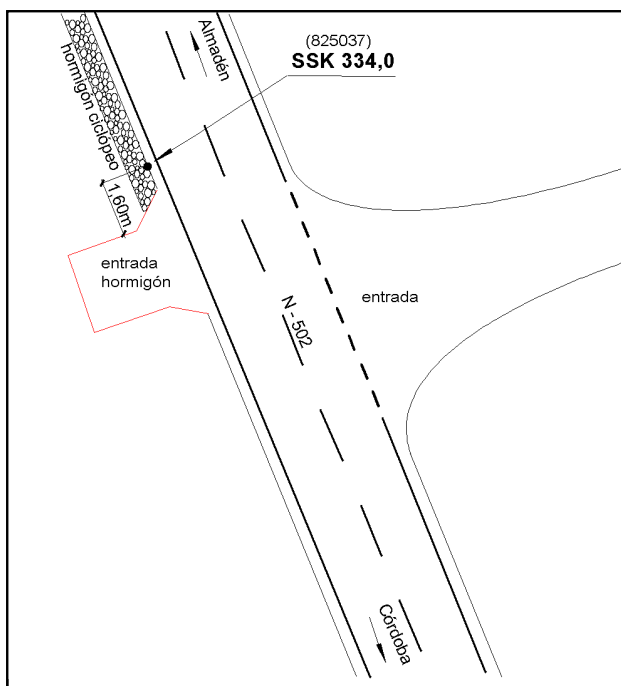 (825037)
SSK 334,0
Almadén
hormigón ciclópeo
1,60m.
entrada
hormigón
N - 502
entrada
Córdoba